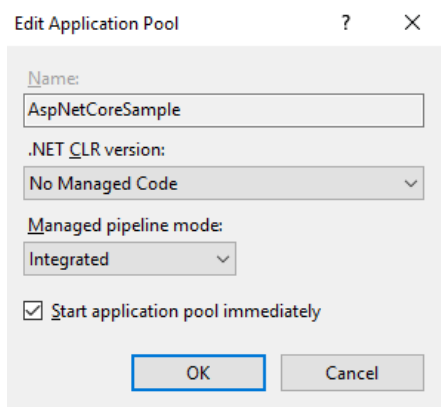 Edit Application Pool ?
Name:
AspNetCoreSample
.NET CLR version:
No Managed Code
Managed pipeline mode:
Integrated
Start application pool immediately
OK Cancel